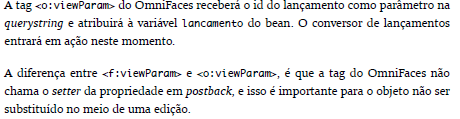 A tag <o:viewParam> do OmniFaces receberá o id do lançamento como parâmetro na
querystring e atribuirá à variável lancamento do bean. O conversor de lançamentos
entrará em ação neste momento.
A diferença entre <f:viewParam> e <o:viewParam>, é que a tag do OmniFaces não
chama o setter da propriedade em postback, e isso é importante para o objeto não ser
substituído no meio de uma edição.